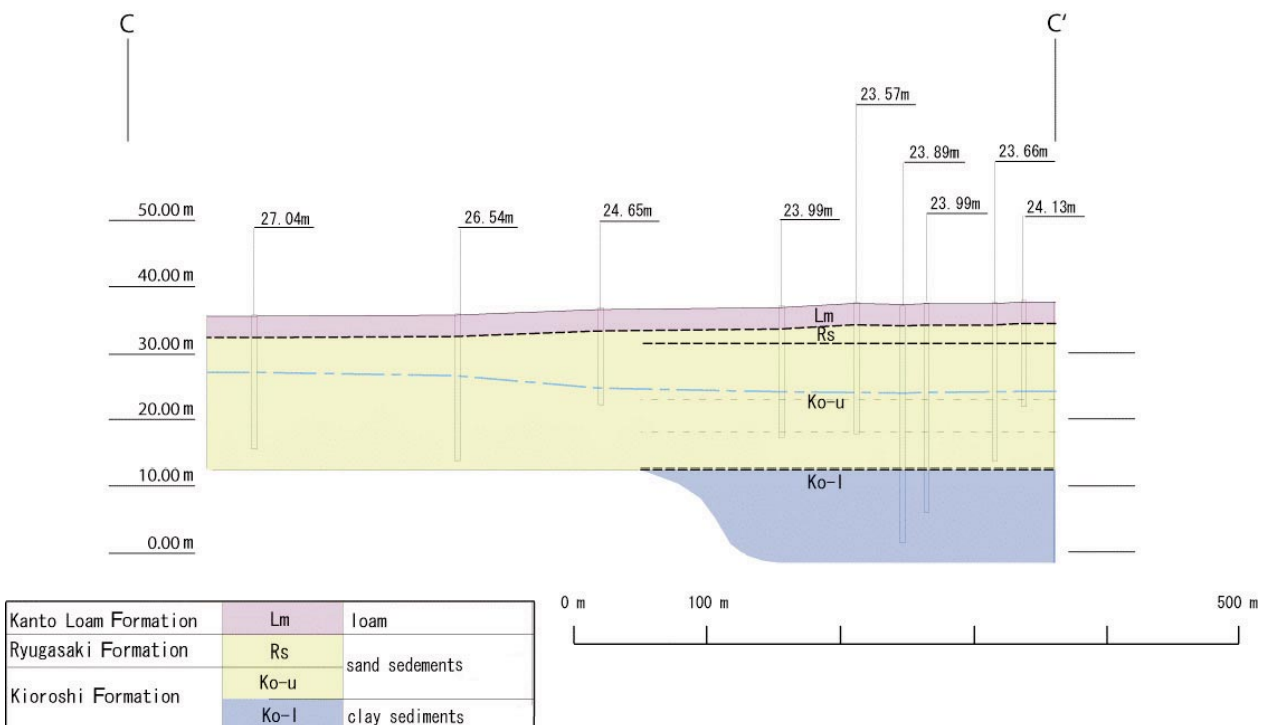 C C'
23.57m
23.89m 23.66m
50.00 m 27.04m 26.54m 24.65m 23.99m 23.99m 24.13m
40.00 m
Lm
30.00 m Rs
20.00 m Ko-u
10.00 m Ko-l
0.00 m
0 m 100 m 500 m
Kanto Loam Formation Lm loam
Ryugasaki Formation Rs
sand sedements
Ko-u
Kioroshi Formation
Ko-l clay sediments